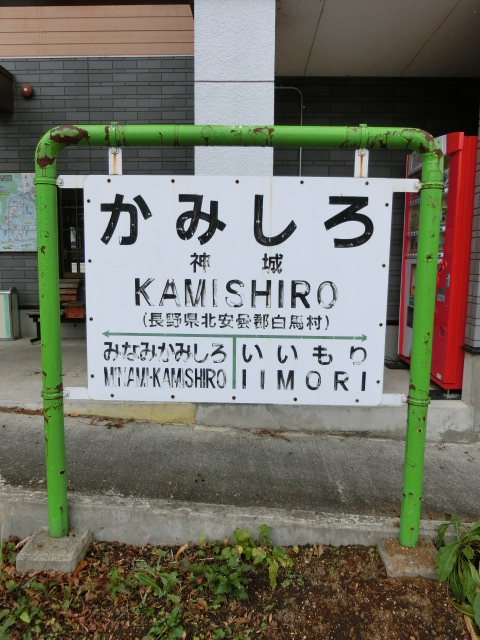 かみしろ
神城
KAMISHIRO
(長野県北安曇郡白馬村)
みなみかみしろ いいもり
MINAMI-KAMISHIRO IIMORI